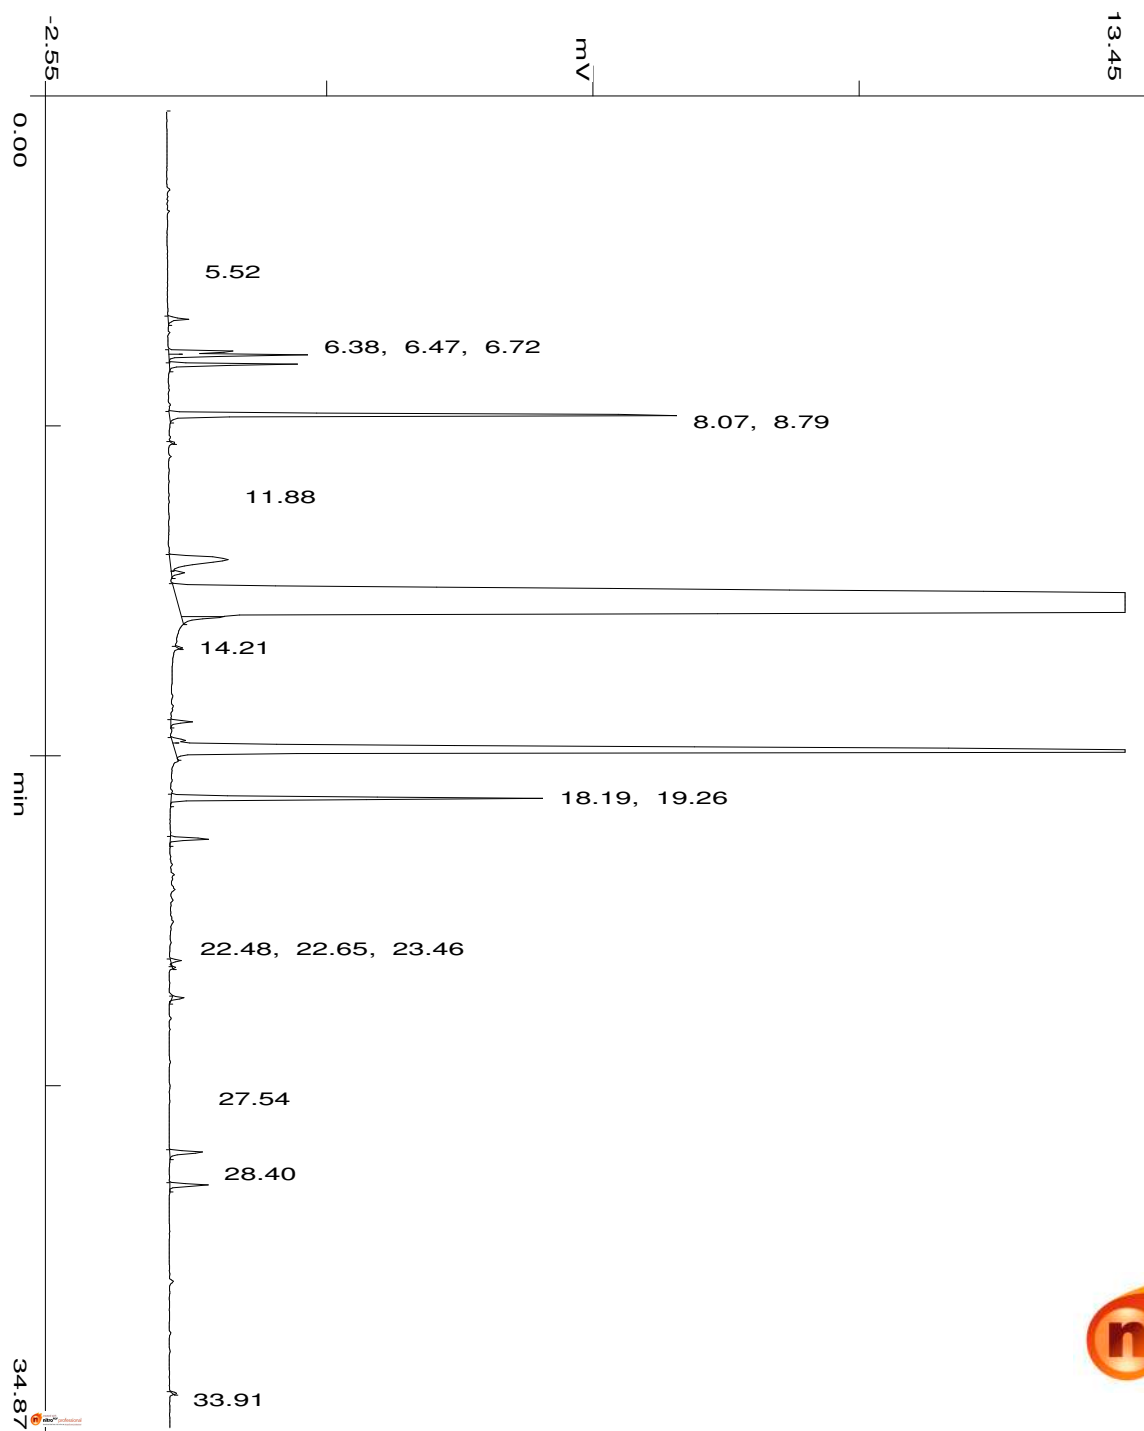 -2.55
mV
13.45
0.00
5.52
6.38, 6.47, 6.72
8.07, 8.79
11.88
14.21
min
18.19, 19.26
22.48, 22.65, 23.46
27.54
28.40
34.87
33.91
n